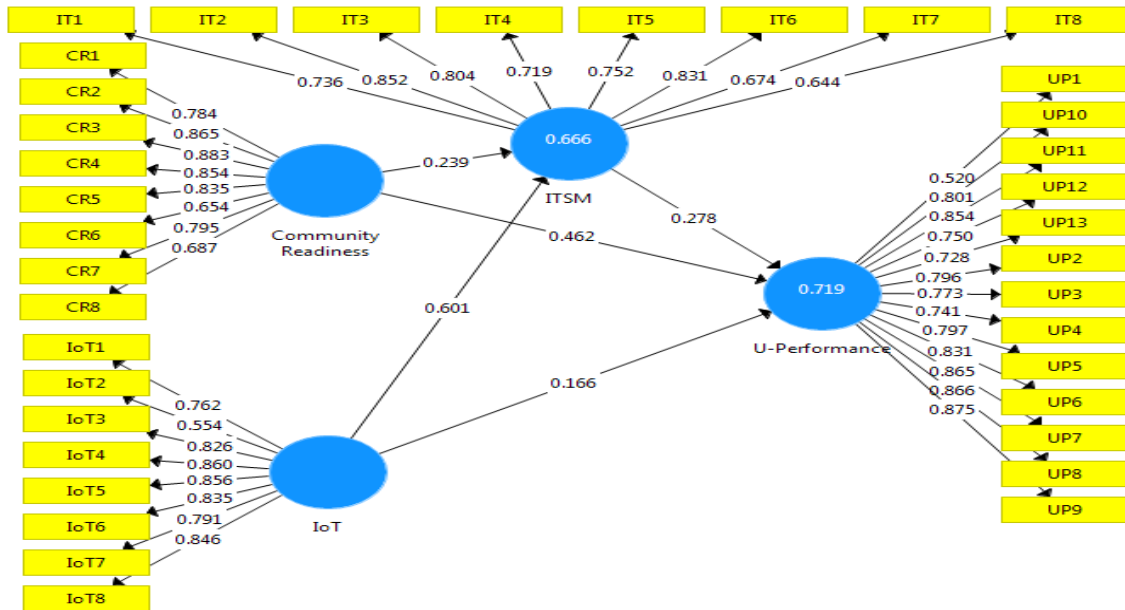 IT1
IT2
IT3
IT4
IT5
IT6
IT7
IT8
0.736
0.852
0.804
0.719
0.752
0.831
0.674
0.644
CR1
CR2
CR3
CR4
CR5
CR6
CR7
CR8
0.784
0.865
0.883
0.854
0.835
0.654
0.795
0.687
Community
Readiness
0.239
0.666
ITSM
0.278
0.462
0.601
0.166
IoT1
IoT2
IoT3
IoT4
IoT5
IoT6
IoT7
IoT8
0.762
0.554
0.826
0.860
0.856
0.835
0.791
0.846
IoT
0.719
U-Performance
0.520
0.801
0.854
0.750
0.728
0.796
0.773
0.741
0.797
0.831
0.865
0.866
0.875
UP1
UP10
UP11
UP12
UP13
UP2
UP3
UP4
UP5
UP6
UP7
UP8
UP9